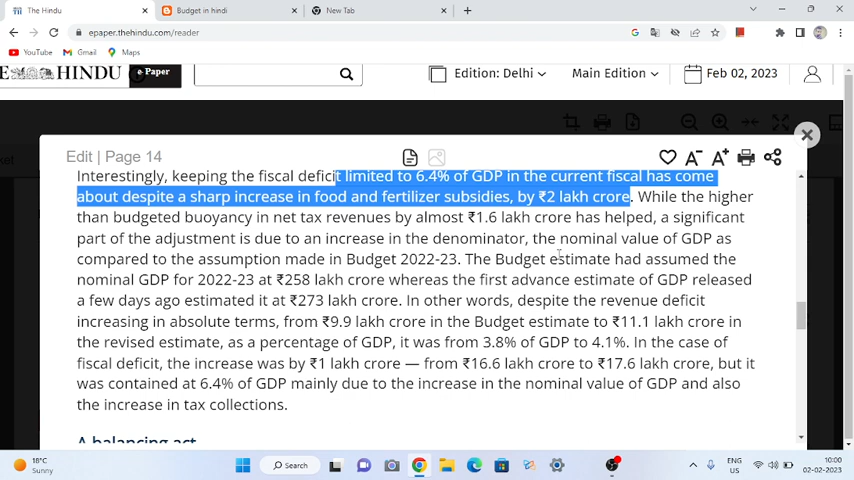 The Hindu
Budget in hindi
New Tab
epaper.thehindu.com/reader
YouTube
Gmail
Maps
E HINDU
e-Paper
Edition: Delhi
Main Edition
Feb 02, 2023
Edit | Page 14
A-
A+
Interestingly, keeping the fiscal deficit limited to 6.4% of GDP in the current fiscal has come
about despite a sharp increase in food and fertilizer subsidies, by ₹2 lakh crore. While the higher
than budgeted buoyancy in net tax revenues by almost ₹1.6 lakh crore has helped, a significant
part of the adjustment is due to an increase in the denominator, the nominal value of GDP as
compared to the assumption made in Budget 2022-23. The Budget estimate had assumed the
nominal GDP for 2022-23 at ₹258 lakh crore whereas the first advance estimate of GDP released
a few days ago estimated it at ₹273 lakh crore. In other words, despite the revenue deficit
increasing in absolute terms, from ₹9.9 lakh crore in the Budget estimate to ₹11.1 lakh crore in
the revised estimate, as a percentage of GDP, it was from 3.8% of GDP to 4.1%. In the case of
fiscal deficit, the increase was by ₹1 lakh crore — from ₹16.6 lakh crore to ₹17.6 lakh crore, but it
was contained at 6.4% of GDP mainly due to the increase in the nominal value of GDP and also
the increase in tax collections.
A balancing act
18°C
Sunny
Search
ENG
US
10:00
02-02-2023